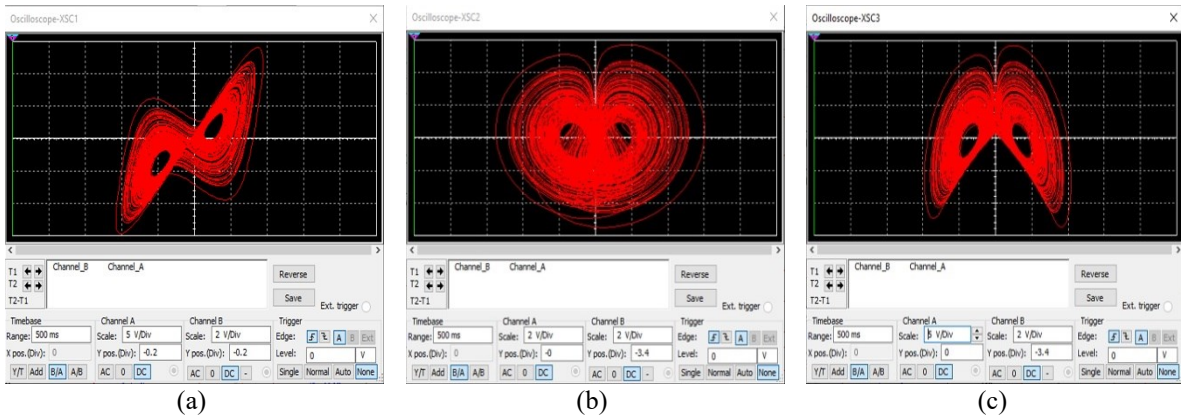 Oscilloscope-XSC1
T1
T2
T2-T1
Channel_B Channel_A
Reverse
Save
Ext. trigger
Timebase
Range: 500 ms
X pos.(Div): 0
Y/T Add B/A A/B
Channel A
Scale: 5 V/Div
Y pos.(Div): -0.2
AC 0 DC
Channel B
Scale: 2 V/Div
Y pos.(Div): -0.2
AC 0 DC -
Trigger
Edge: A B Ext
Level: 0 V
Single Normal Auto None
(a)
Oscilloscope-XSC2
T1
T2
T2-T1
Channel_B Channel_A
Reverse
Save
Ext. trigger
Timebase
Range: 500 ms
X pos.(Div): 0
Y/T Add B/A A/B
Channel A
Scale: 2 V/Div
Y pos.(Div): -0
AC 0 DC
Channel B
Scale: 2 V/Div
Y pos.(Div): -3.4
AC 0 DC -
Trigger
Edge: A B Ext
Level: 0 V
Single Normal Auto None
(b)
Oscilloscope-XSC3
T1
T2
T2-T1
Channel_B Channel_A
Reverse
Save
Ext. trigger
Timebase
Range: 500 ms
X pos.(Div): 0
Y/T Add B/A A/B
Channel A
Scale: 5 V/Div
Y pos.(Div): 0
AC 0 DC
Channel B
Scale: 2 V/Div
Y pos.(Div): -3.4
AC 0 DC -
Trigger
Edge: A B Ext
Level: 0 V
Single Normal Auto None
(c)